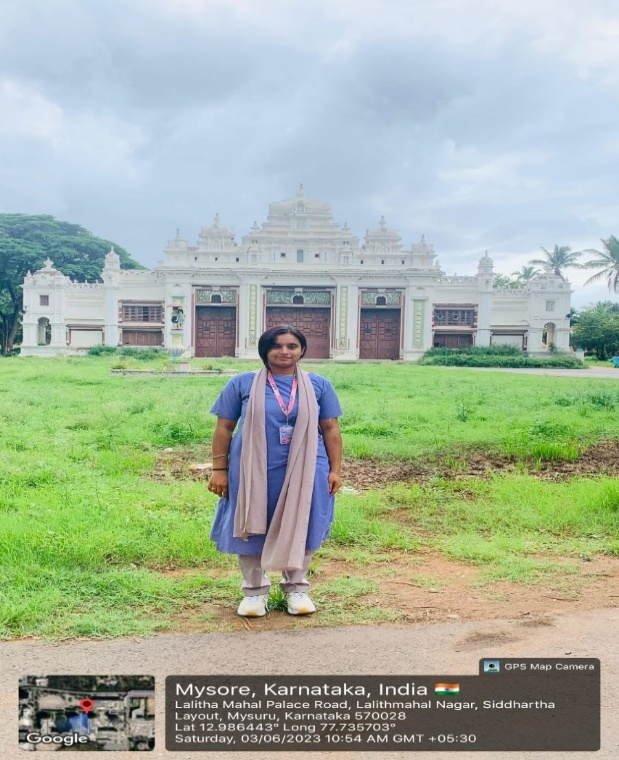 GPS Map Camera
Mysore, Karnataka, India
Lalitha Mahal Palace Road, Lalithmahal Nagar, Siddhartha
Layout, Mysuru, Karnataka 570028
Lat 12.986443° Long 77.735703°
Saturday, 03/06/2023 10:54 AM GMT +05:30
Google